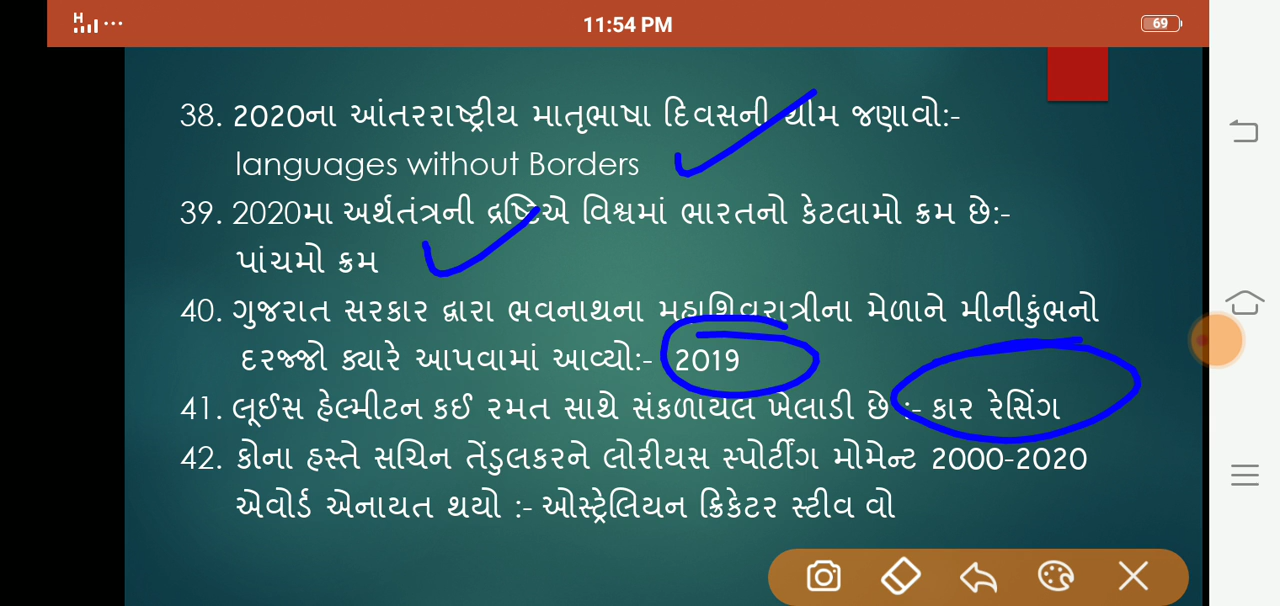 H
11:54 PM
69
38. 2020ના આંતરરાષ્ટ્રીય માતૃભાષા દિવસની થીમ જણાવો:-
languages without Borders
39. 2020મા અર્થતંત્રની દ્રષ્ટિએ વિશ્વમાં ભારતનો કેટલામો ક્રમ છે:-
પાંચમો ક્રમ
40. ગુજરાત સરકાર દ્વારા ભવનાથના મહાશિવરાત્રીના મેળાને મીનીકુંભનો
દરજ્જો ક્યારે આપવામાં આવ્યો:- 2019
41. લૂઈસ હેલ્મીટન કઈ રમત સાથે સંકળાયેલ ખેલાડી છે :- કાર રેસિંગ
42. કોના હસ્તે સચિન તેંડુલકરને લોરીયસ સ્પોર્ટીંગ મોમેન્ટ 2000-2020
એવોર્ડ એનાયત થયો :- ઓસ્ટ્રેલિયન ક્રિકેટર સ્ટીવ વો